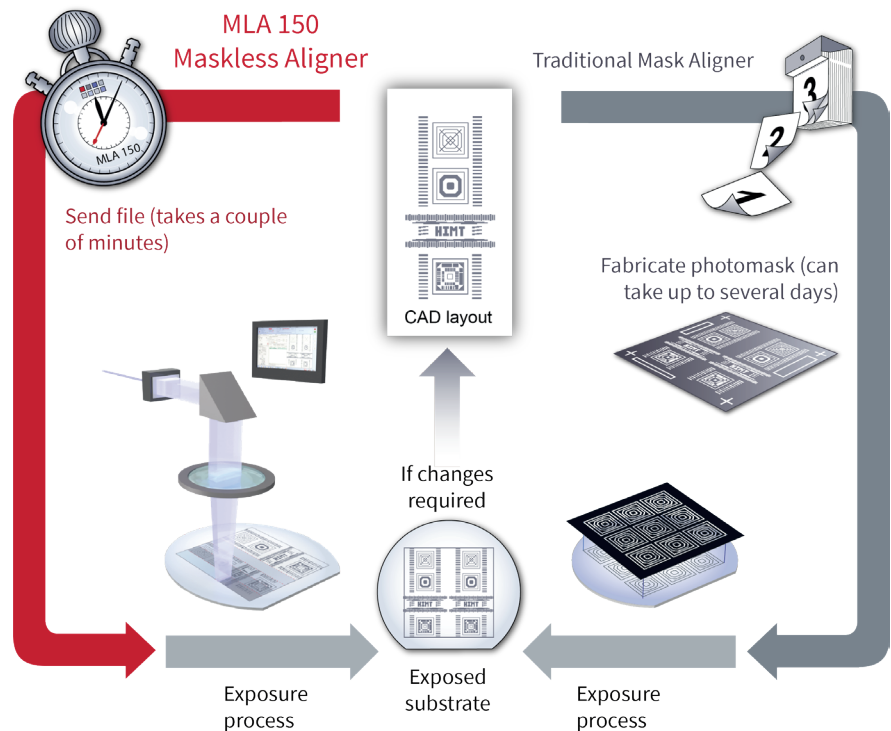 MLA 150
Maskless Aligner
Traditional Mask Aligner
3
2
1
MLA 150
Send file (takes a couple
of minutes)
HIMT
CAD layout
Fabricate photomask (can
take up to several days)
HIMT
If changes
required
HIMT HIMT
Exposed
substrate
Exposure
process
Exposure
process